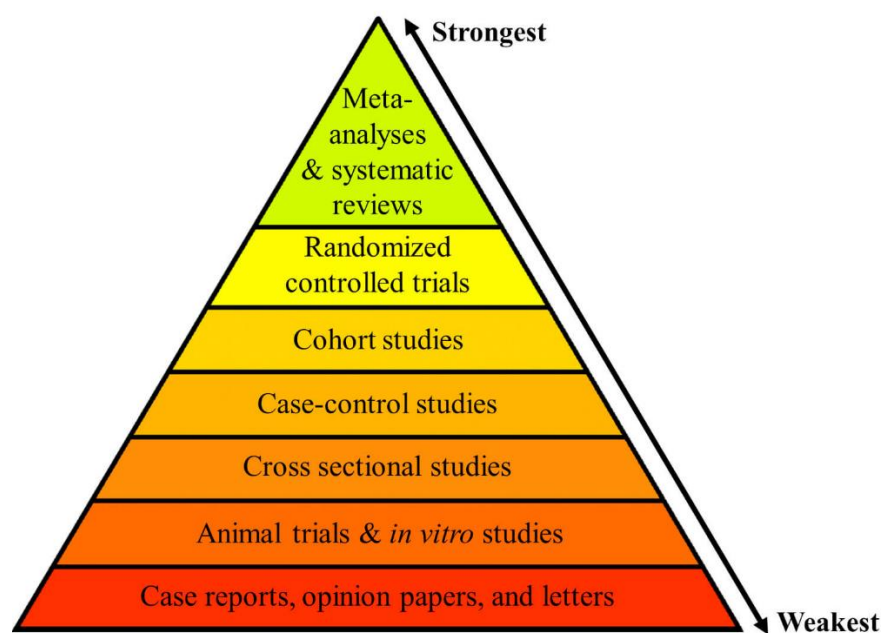 Strongest
Meta-
analyses
& systematic
reviews
Randomized
controlled trials
Cohort studies
Case-control studies
Cross sectional studies
Animal trials & in vitro studies
Case reports, opinion papers, and letters
Weakest